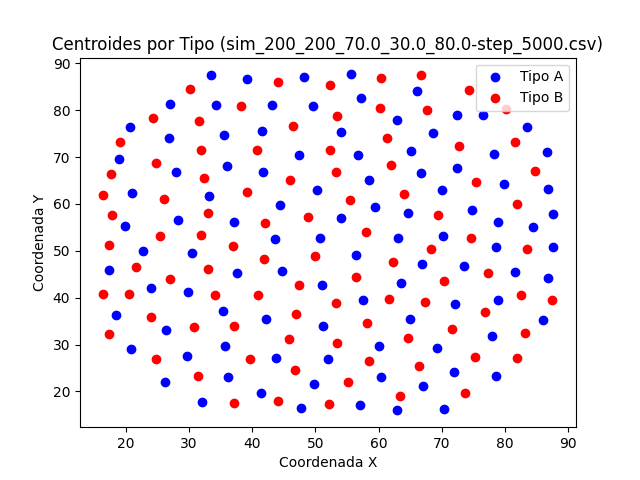 Centroides por Tipo (sim_200_200_70.0_30.0_80.0-step_5000.csv)
Tipo A
Tipo B
90
80
70
60
50
40
30
20
Coordenada Y
20 30 40 50 60 70 80 90
Coordenada X